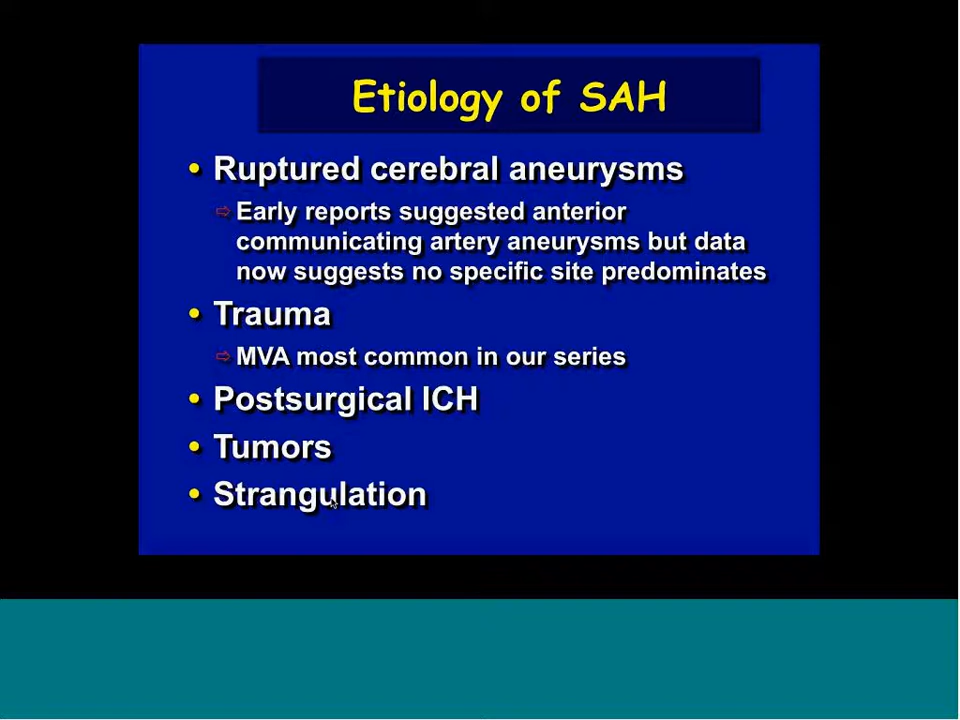 Etiology of SAH
• Ruptured cerebral aneurysms
⇨ Early reports suggested anterior
communicating artery aneurysms but data
now suggests no specific site predominates
• Trauma
⇨ MVA most common in our series
• Postsurgical ICH
• Tumors
• Strangulation